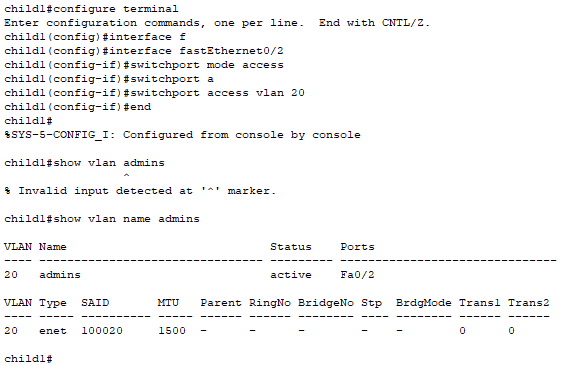 child1#configure terminal
Enter configuration commands, one per line.  End with CNTL/Z.
child1(config)#interface f
child1(config)#interface fastEthernet0/2
child1(config-if)#switchport mode access
child1(config-if)#switchport a
child1(config-if)#switchport access vlan 20
child1(config-if)#end
child1#
%SYS-5-CONFIG_I: Configured from console by console
child1#show vlan admins
^
% Invalid input detected at '^' marker.
child1#show vlan name admins
VLAN Name                             Status    Ports
---- -------------------------------- --------- -------------------------------
20   admins                           active    Fa0/2
VLAN Type  SAID       MTU   Parent RingNo BridgeNo Stp  BrdgMode Trans1 Trans2
---- ----- ---------- ----- ------ ------ -------- ---- -------- ------ ------
20   enet  100020     1500  -      -      -        -    -        0      0
child1#